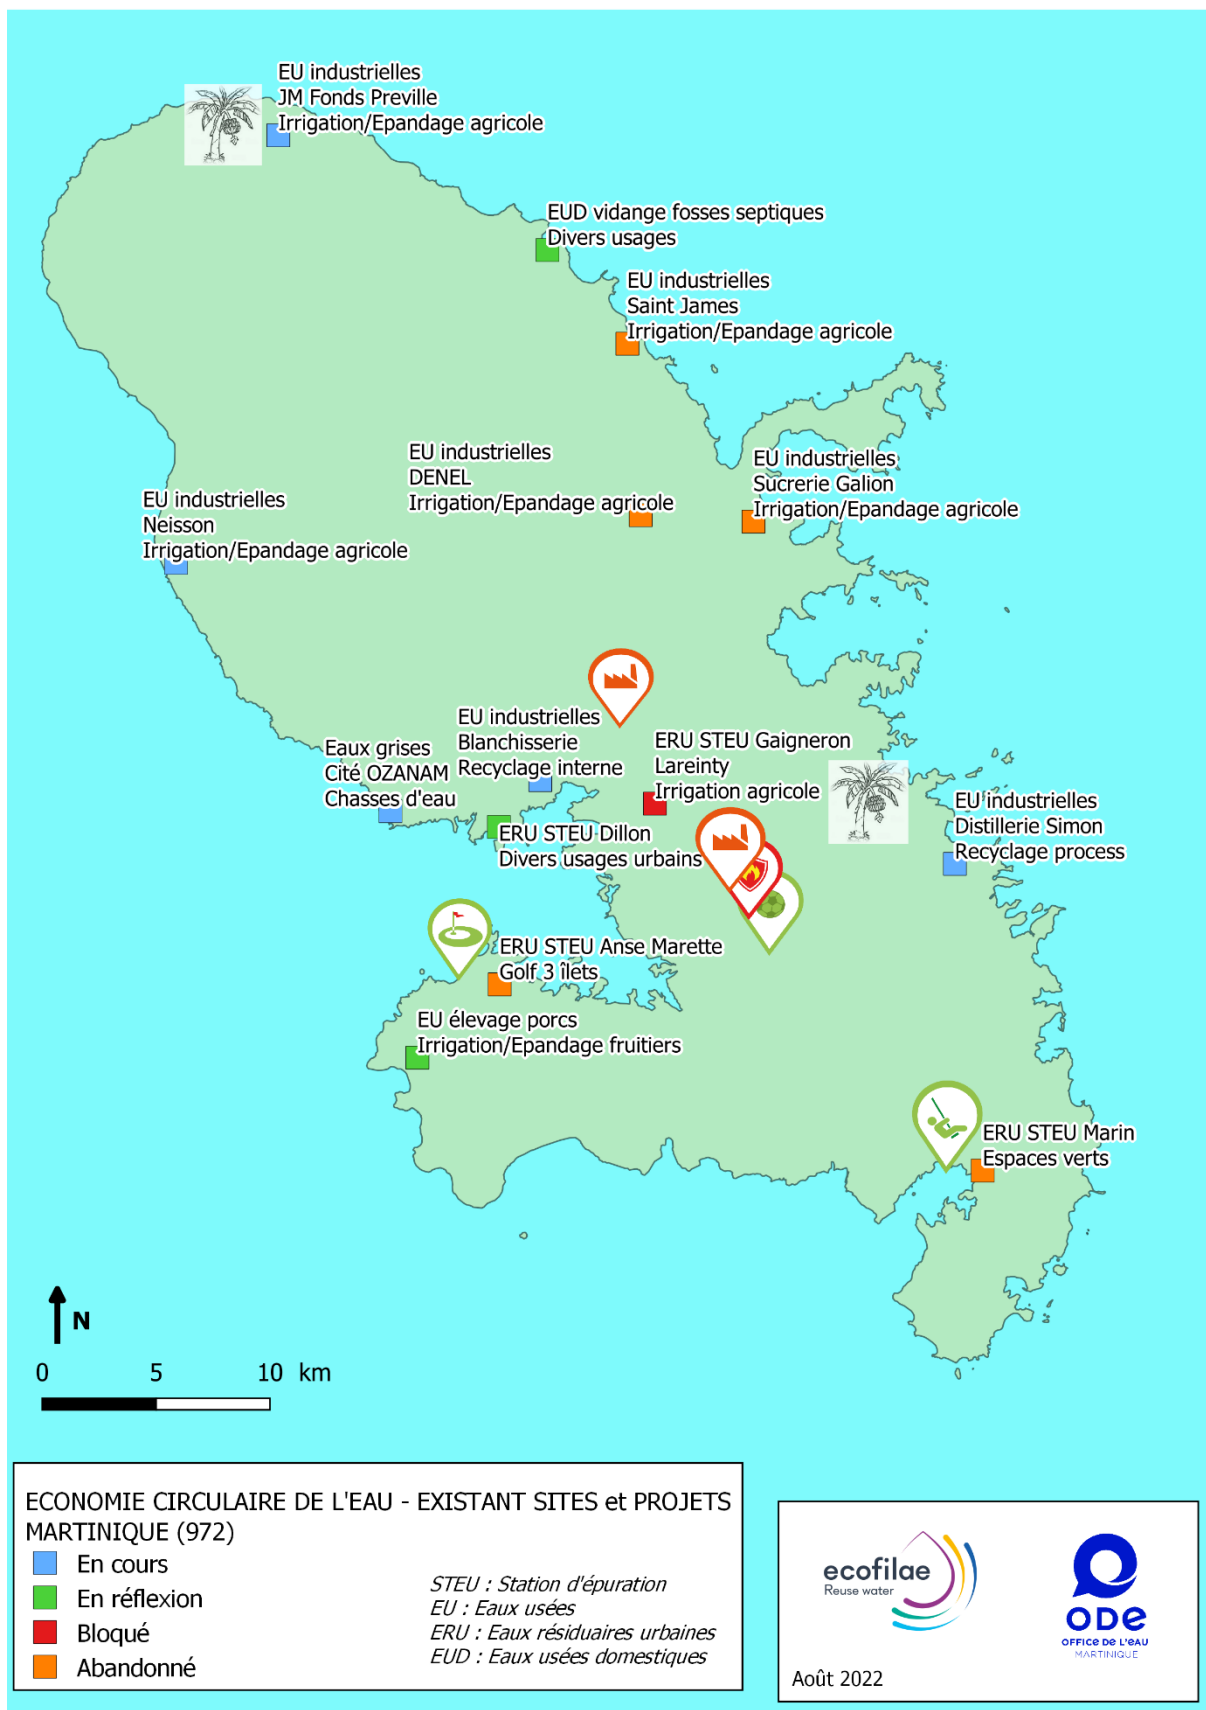 EU industrielles
JM Fonds Preville
Irrigation/Epandage agricole
EUD vidange fosses septiques
Divers usages
EU industrielles
Saint James
Irrigation/Epandage agricole
EU industrielles
DENEL
Irrigation/Epandage agricole
EU industrielles
Sucrerie Galion
Irrigation/Epandage agricole
EU industrielles
Neisson
Irrigation/Epandage agricole
EU industrielles
Blanchisserie
Recyclage interne
ERU STEU Gaigneron
Lareinty
Irrigation agricole
Eaux grises
Cité OZANAM
Chasses d'eau
EU industrielles
Distillerie Simon
Recyclage process
ERU STEU Dillon
Divers usages urbains
ERU STEU Anse Marette
Golf 3 îlets
EU élevage porcs
Irrigation/Epandage fruitiers
ERU STEU Marin
Espaces verts
N
0 5 10 km
ECONOMIE CIRCULAIRE DE L'EAU - EXISTANT SITES et PROJETS
MARTINIQUE (972)
En cours
En réflexion
Bloqué
Abandonné
STEU : Station d'épuration
EU : Eaux usées
ERU : Eaux résiduaires urbaines
EUD : Eaux usées domestiques
ecofilae
Reuse water
ODE
OFFICE DE L'EAU
MARTINIQUE
Août 2022